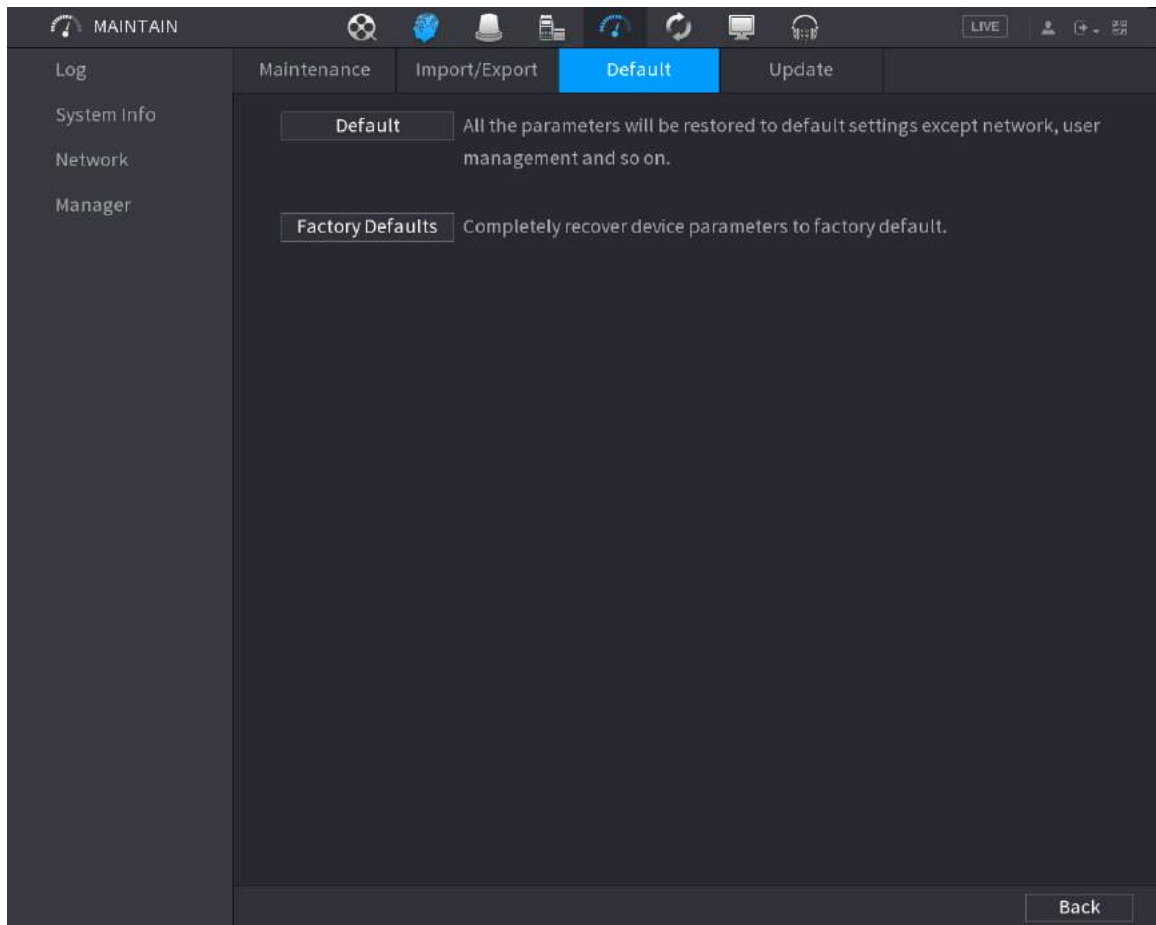 MAINTAIN
LIVE
Log
System Info
Network
Manager
Maintenance
Import/Export
Default
Update
Default
All the parameters will be restored to default settings except network, user
management and so on.
Factory Defaults
Completely recover device parameters to factory default.
Back